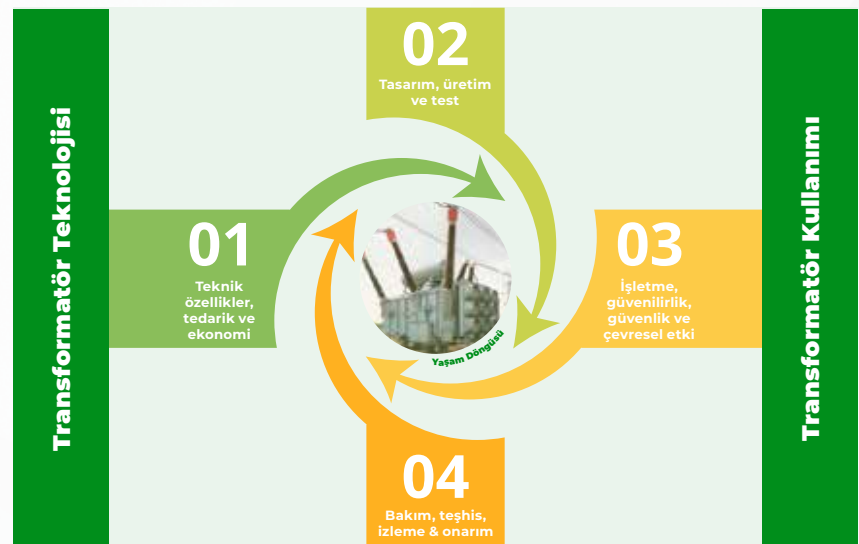 Transformatör Teknolojisi
01
Teknik
özellikler,
tedarik ve
ekonomi
02
Tasarım, üretim
ve test
03
İşletme,
güvenilirlik,
güvenlik ve
çevresel etki
04
Bakım, teşhis,
izleme & onarım
Yaşam Döngüsü
Transformatör Kullanımı